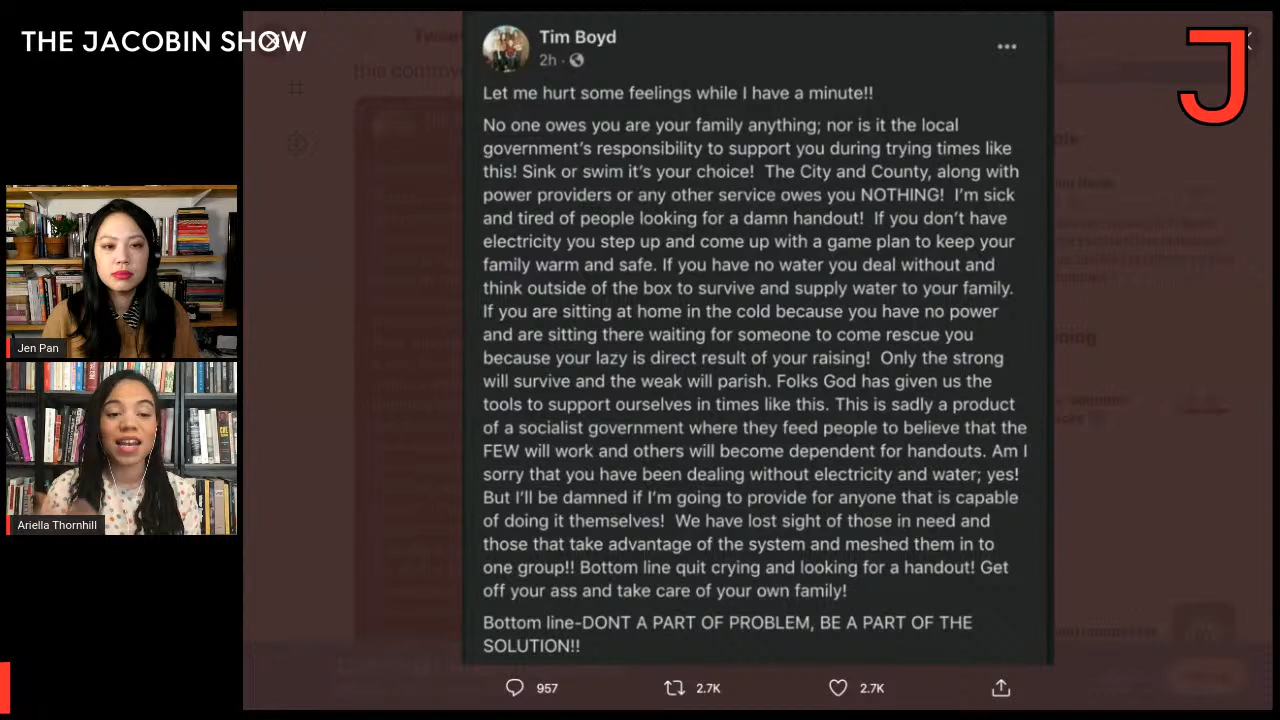 THE JACOBIN SHOW
J
Tim Boyd
2h
Let me hurt some feelings while I have a minute!!
No one owes you are your family anything; nor is it the local
government's responsibility to support you during trying times like
this! Sink or swim it's your choice! The City and County, along with
power providers or any other service owes you NOTHING! I'm sick
and tired of people looking for a damn handout! If you don't have
electricity you step up and come up with a game plan to keep your
family warm and safe. If you have no water you deal without and
think outside of the box to survive and supply water to your family.
If you are sitting at home in the cold because you have no power
and are sitting there waiting for someone to come rescue you
because your lazy is direct result of your raising! Only the strong
will survive and the weak will parish. Folks God has given us the
tools to support ourselves in times like this. This is sadly a product
of a socialist government where they feed people to believe that the
FEW will work and others will become dependent for handouts. Am I
sorry that you have been dealing without electricity and water; yes!
But I'll be damned if I'm going to provide for anyone that is capable
of doing it themselves! We have lost sight of those in need and
those that take advantage of the system and meshed them in to
one group!! Bottom line quit crying and looking for a handout! Get
off your ass and take care of your own family!
Bottom line-DONT A PART OF PROBLEM, BE A PART OF THE
SOLUTION!!
957
2.7K
2.7K
Jen Pan
Ariella Thornhill